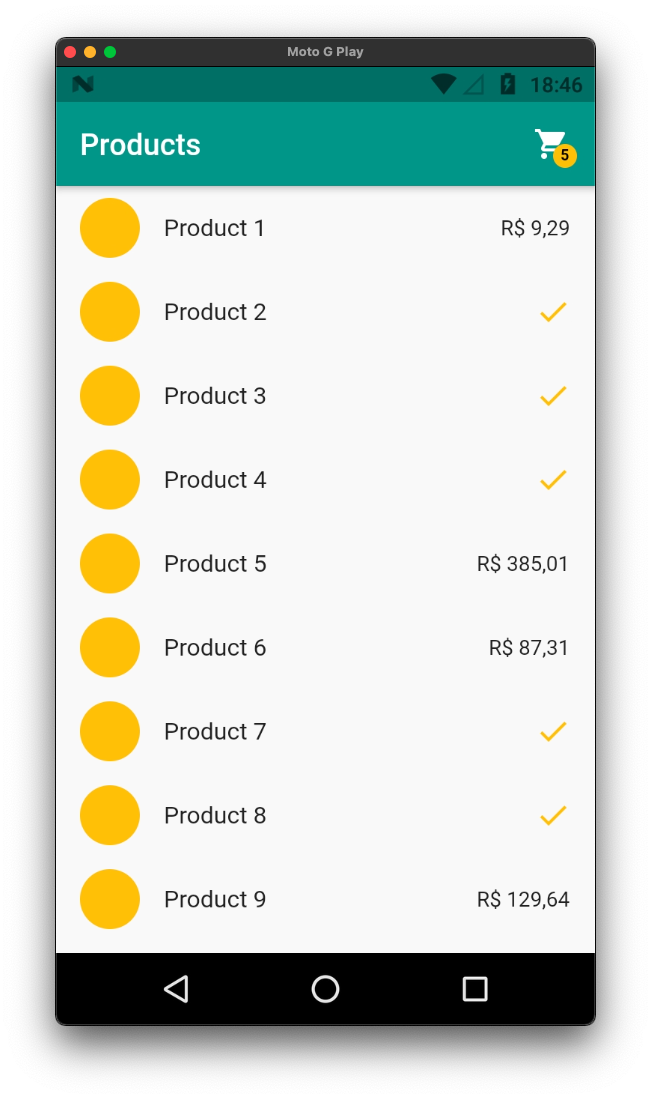 Moto G Play
18:46
Products
5
Product 1 R$ 9,29
Product 2
Product 3
Product 4
Product 5 R$ 385,01
Product 6 R$ 87,31
Product 7
Product 8
Product 9 R$ 129,64